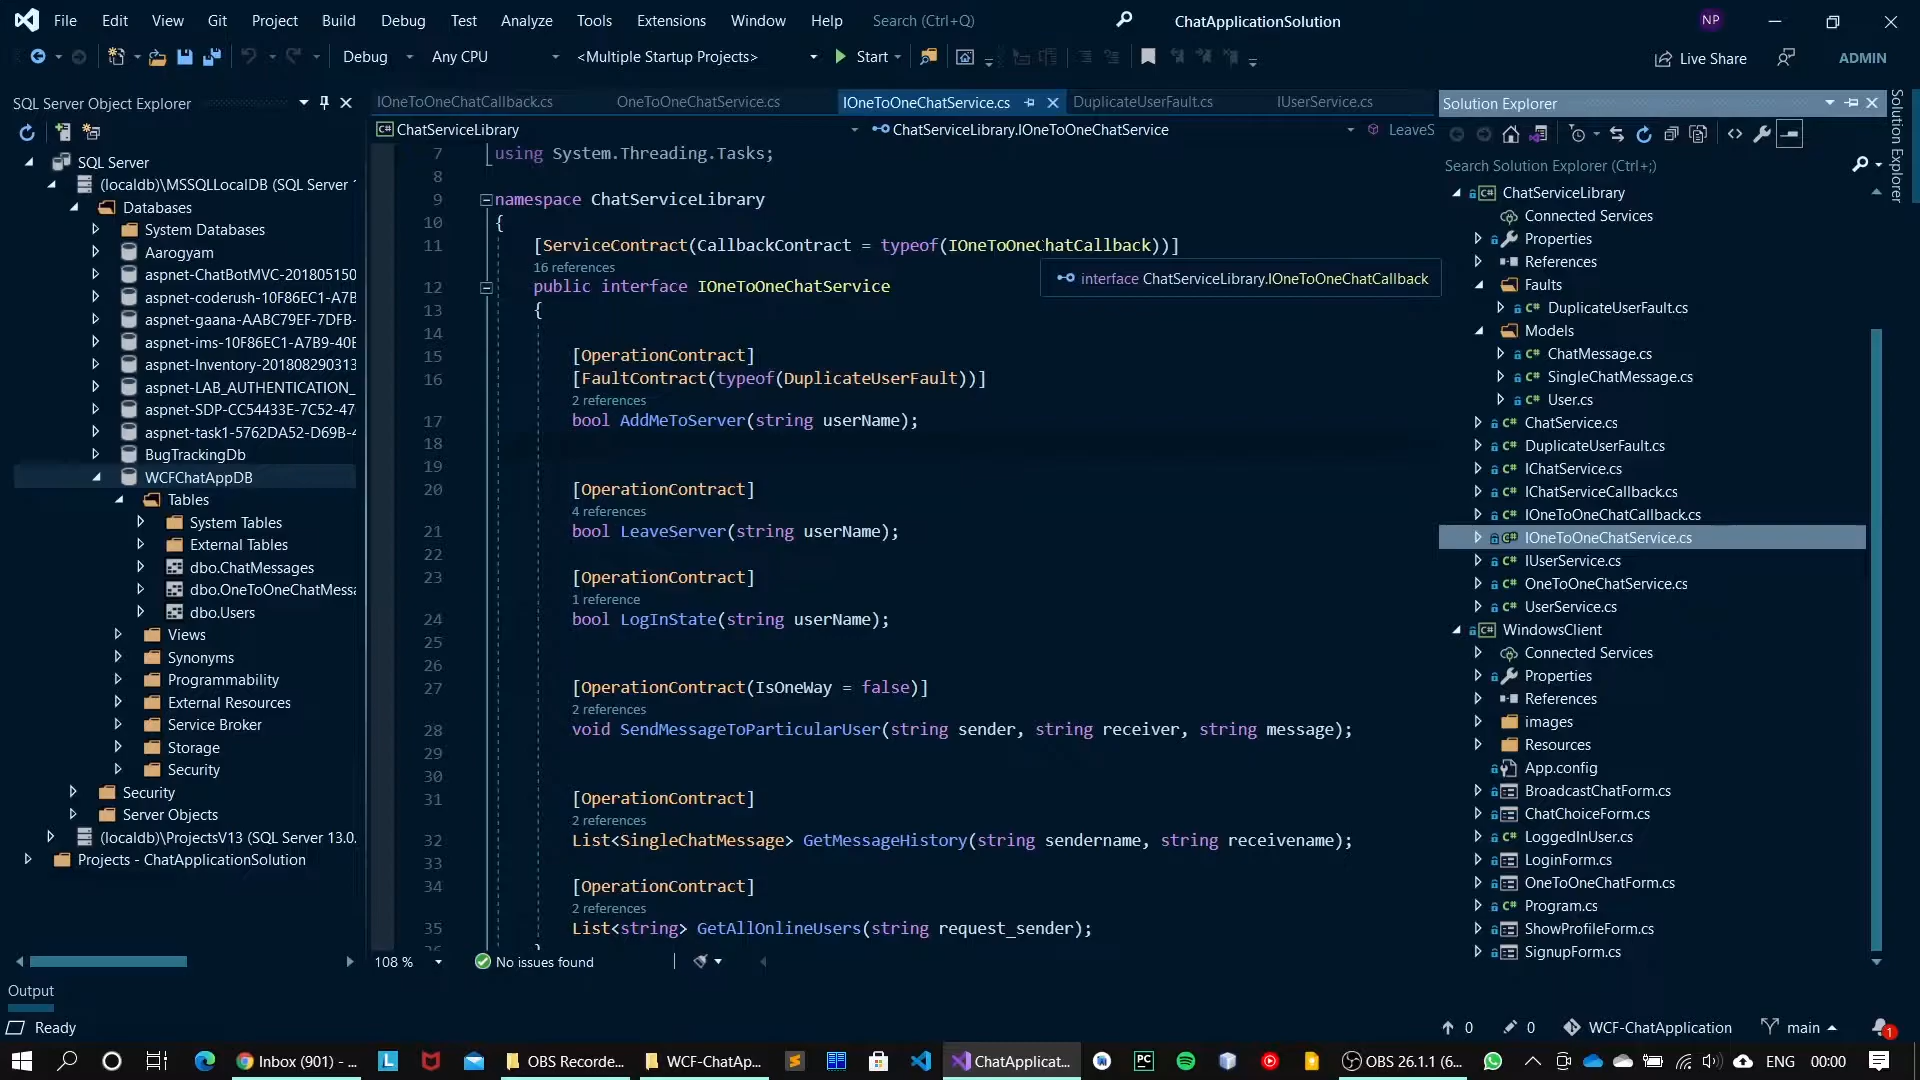 File Edit View Git Project Build Debug Test Analyze Tools Extensions Window Help Search (Ctrl+Q) ChatApplicationSolution NP
Debug Any CPU <Multiple Startup Projects> Start Live Share ADMIN
SQL Server Object Explorer
SQL Server
(localdb)\MSSQLLocalDB (SQL Server 1
Databases
System Databases
Aarogyam
aspnet-ChatBotMVC-201805150
aspnet-coderush-10F86EC1-A7B
aspnet-gaana-AABC79EF-7DFB-
aspnet-ims-10F86EC1-A7B9-40E
aspnet-Inventory-201808290313
aspnet-LAB_AUTHENTICATION_
aspnet-SDP-CC54433E-7C52-47
aspnet-task1-5762DA52-D69B-4
BugTrackingDb
WCFChatAppDB
Tables
System Tables
External Tables
dbo.ChatMessages
dbo.OneToOneChatMessa
dbo.Users
Views
Synonyms
Programmability
External Resources
Service Broker
Storage
Security
Security
Server Objects
(localdb)\ProjectsV13 (SQL Server 13.0.
Projects - ChatApplicationSolution
IOneToOneChatCallback.cs OneToOneChatService.cs IOneToOneChatService.cs DuplicateUserFault.cs IUserService.cs
ChatServiceLibrary ChatServiceLibrary.IOneToOneChatService LeaveS
7 using System.Threading.Tasks;
8
9 namespace ChatServiceLibrary
10 {
11 [ServiceContract(CallbackContract = typeof(IOneToOneChatCallback))]
16 references
interface ChatServiceLibrary.IOneToOneChatCallback
12 public interface IOneToOneChatService
13 {
14
15 [OperationContract]
16 [FaultContract(typeof(DuplicateUserFault))]
2 references
17 bool AddMeToServer(string userName);
18
19
20 [OperationContract]
4 references
21 bool LeaveServer(string userName);
22
23 [OperationContract]
1 reference
24 bool LogInState(string userName);
25
26
27 [OperationContract(IsOneWay = false)]
2 references
28 void SendMessageToParticularUser(string sender, string receiver, string message);
29
30
31 [OperationContract]
2 references
32 List<SingleChatMessage> GetMessageHistory(string sendername, string receivename);
33
34 [OperationContract]
2 references
35 List<string> GetAllOnlineUsers(string request_sender);
108 % No issues found
Solution Explorer
Search Solution Explorer (Ctrl+;)
ChatServiceLibrary
Connected Services
Properties
References
Faults
DuplicateUserFault.cs
Models
ChatMessage.cs
SingleChatMessage.cs
User.cs
ChatService.cs
DuplicateUserFault.cs
IChatService.cs
IChatServiceCallback.cs
IOneToOneChatCallback.cs
IOneToOneChatService.cs
IUserService.cs
OneToOneChatService.cs
UserService.cs
WindowsClient
Connected Services
Properties
References
images
Resources
App.config
BroadcastChatForm.cs
ChatChoiceForm.cs
LoggedInUser.cs
LoginForm.cs
OneToOneChatForm.cs
Program.cs
ShowProfileForm.cs
SignupForm.cs
Solution Explorer
Output
Ready 0 0 WCF-ChatApplication main 1
Inbox (901) - ... L OBS Recorde... WCF-ChatAp... ChatApplicat... PC OBS 26.1.1 (6... ENG 00:00